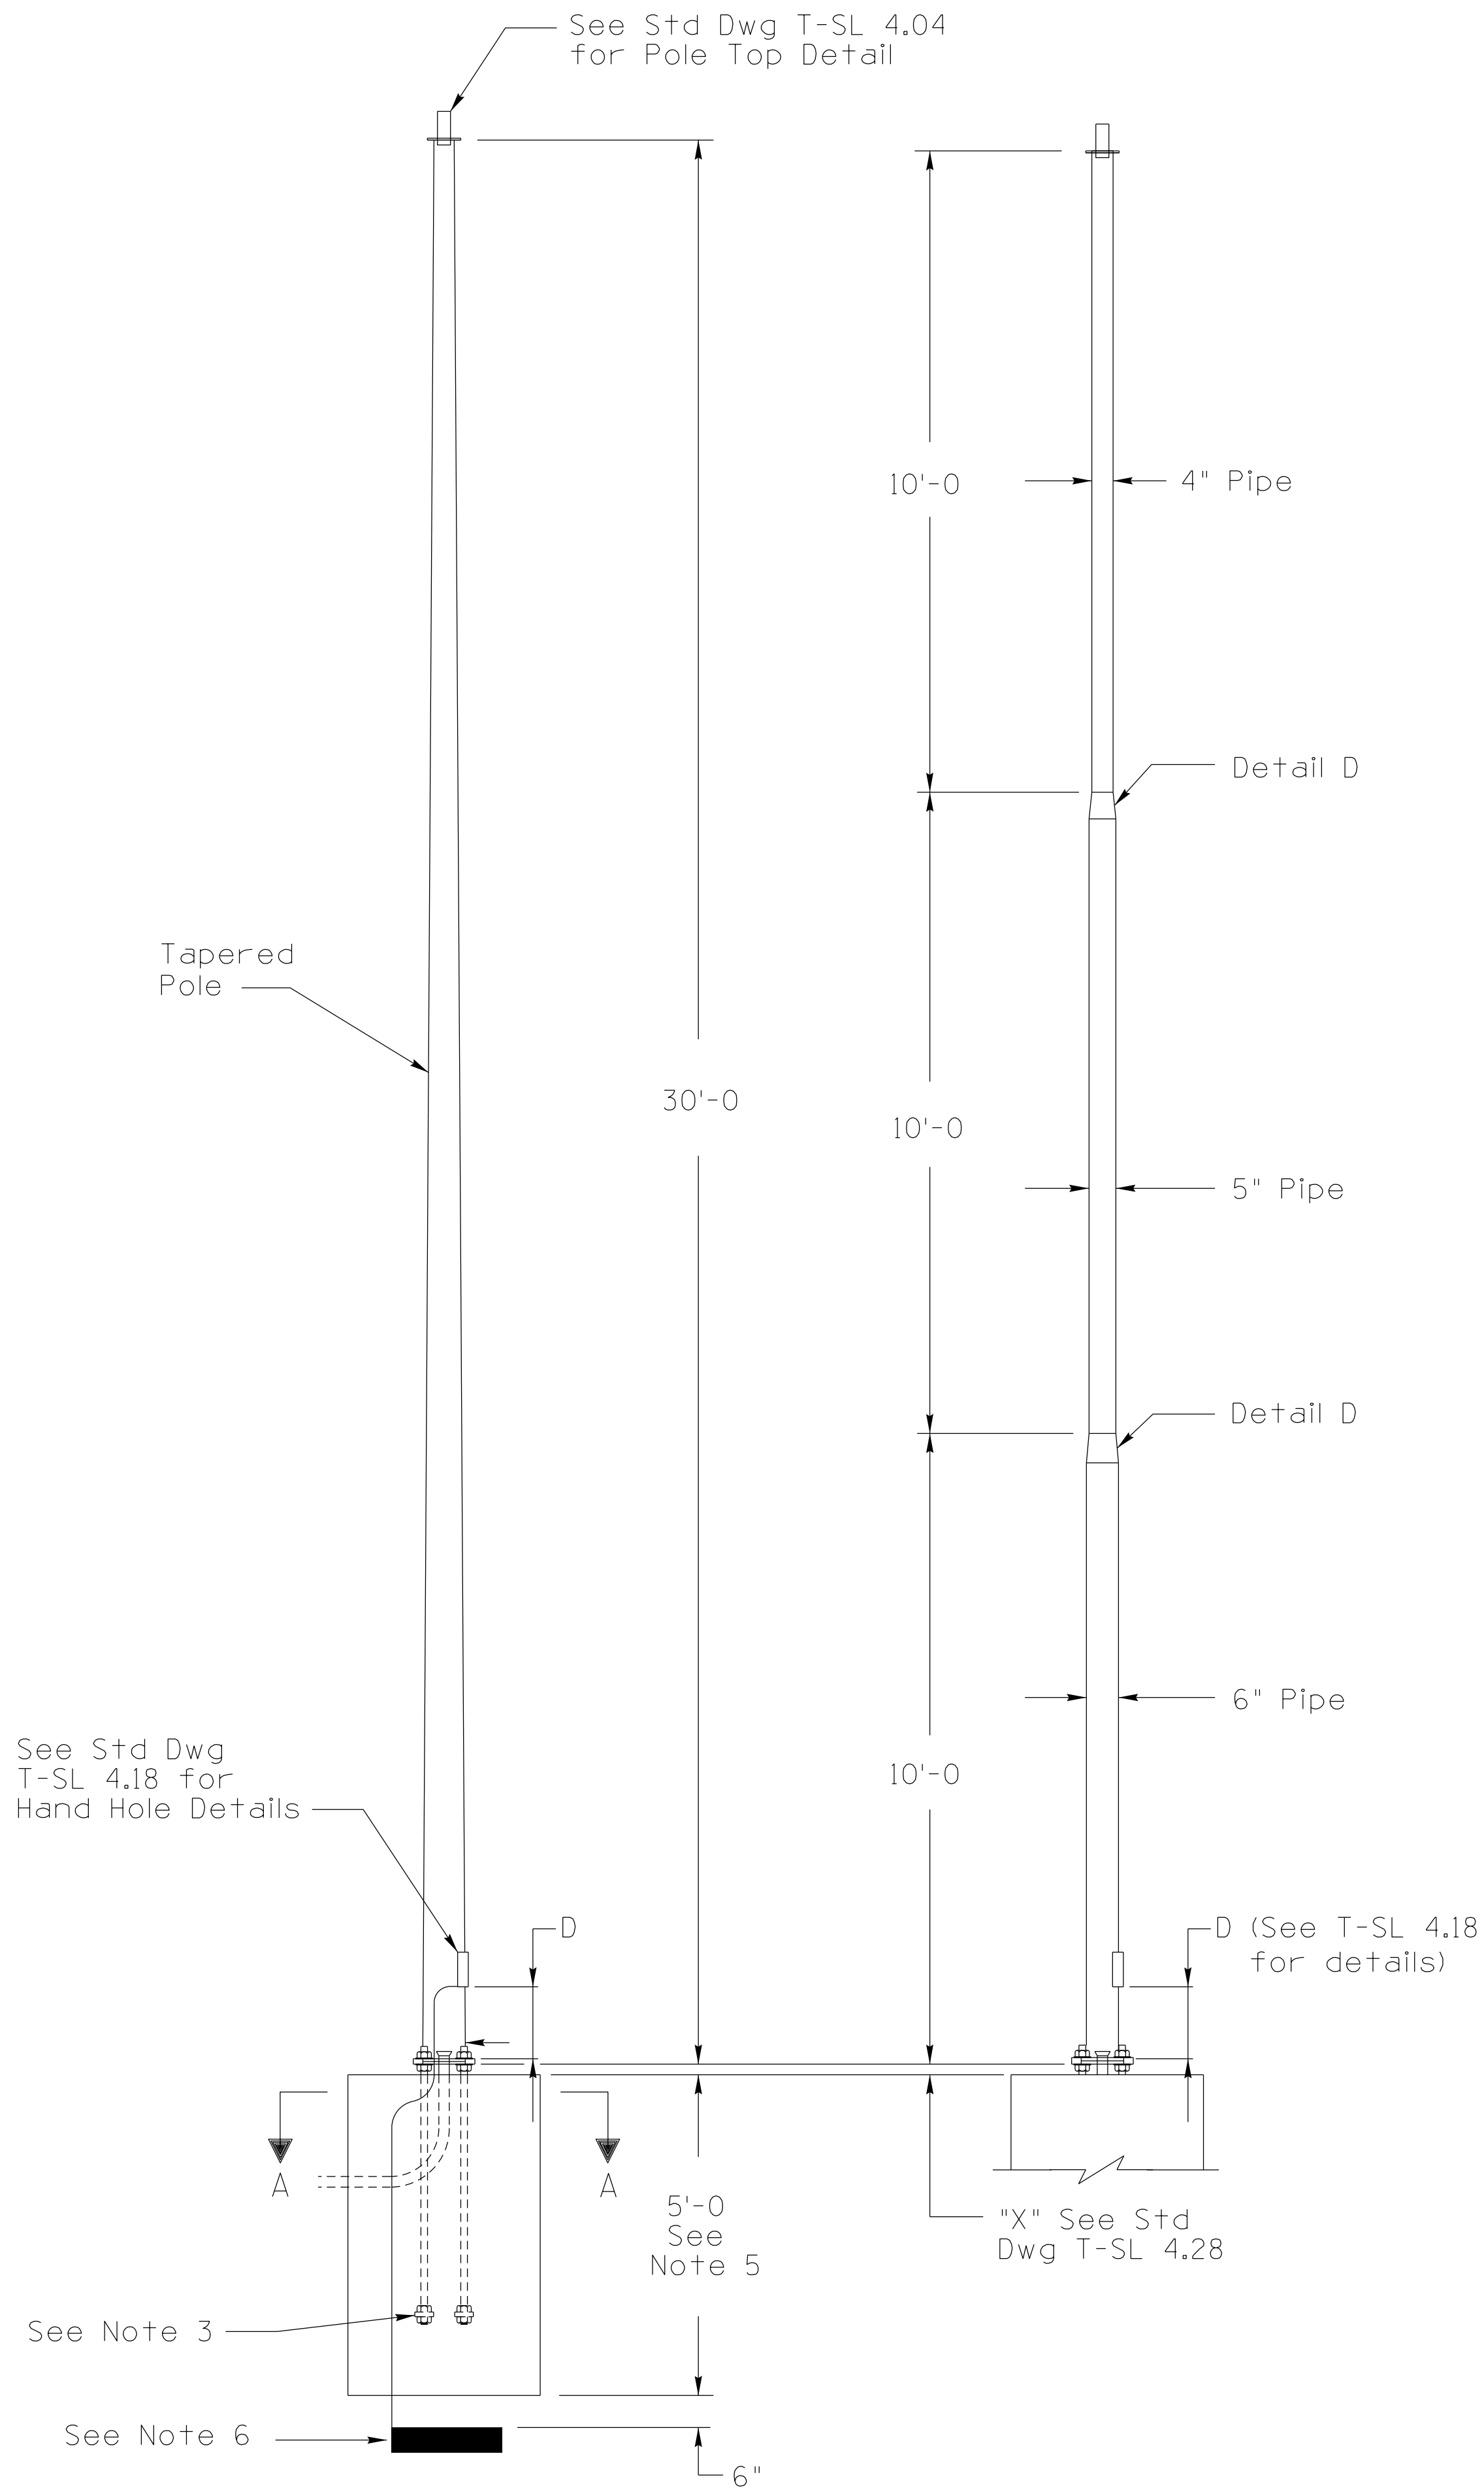 See Std Dwg T-SL 4.04
for Pole Top Detail
10'-0
4" Pipe
Detail D
Tapered
Pole
30'-0
10'-0
5" Pipe
Detail D
6" Pipe
See Std Dwg
T-SL 4.18 for
Hand Hole Details
10'-0
D
D (See T-SL 4.18
for details)
A
A
5'-0
See
Note 5
"X" See Std
Dwg T-SL 4.28
See Note 3
See Note 6
6"